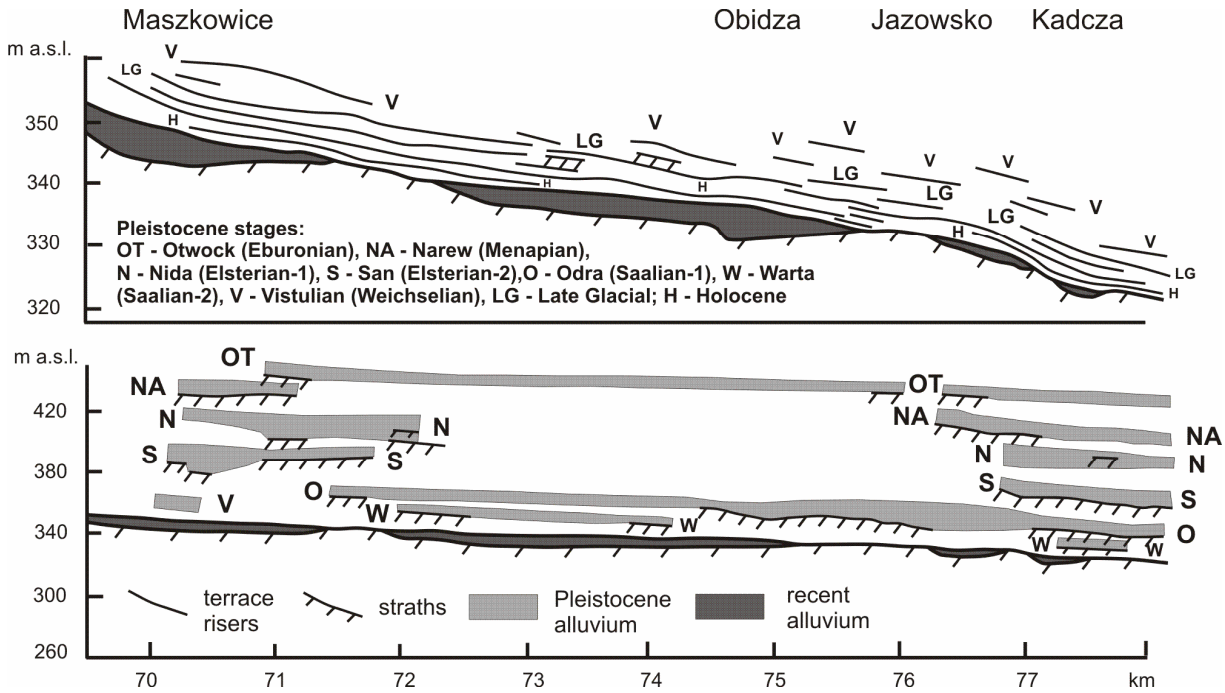 Maszkowice Obidza Jazowsko Kadcza
m a.s.l.
V
LG
V
350 H LG V V V
V V
340 H H LG LG LG V
Pleistocene stages:
330 H V
OT - Otwock (Eburonian), NA - Narew (Menapian),
N - Nida (Elsterian-1), S - San (Elsterian-2),O - Odra (Saalian-1), W - Warta
LG
(Saalian-2), V - Vistulian (Weichselian), LG - Late Glacial; H - Holocene
H
320
m a.s.l.
OT
NA OT
420 N N NA NA
N N
380 S S S S
V O
W W O
340 W W
300 terrace risers straths Pleistocene alluvium recent alluvium
260
70 71 72 73 74 75 76 77 km